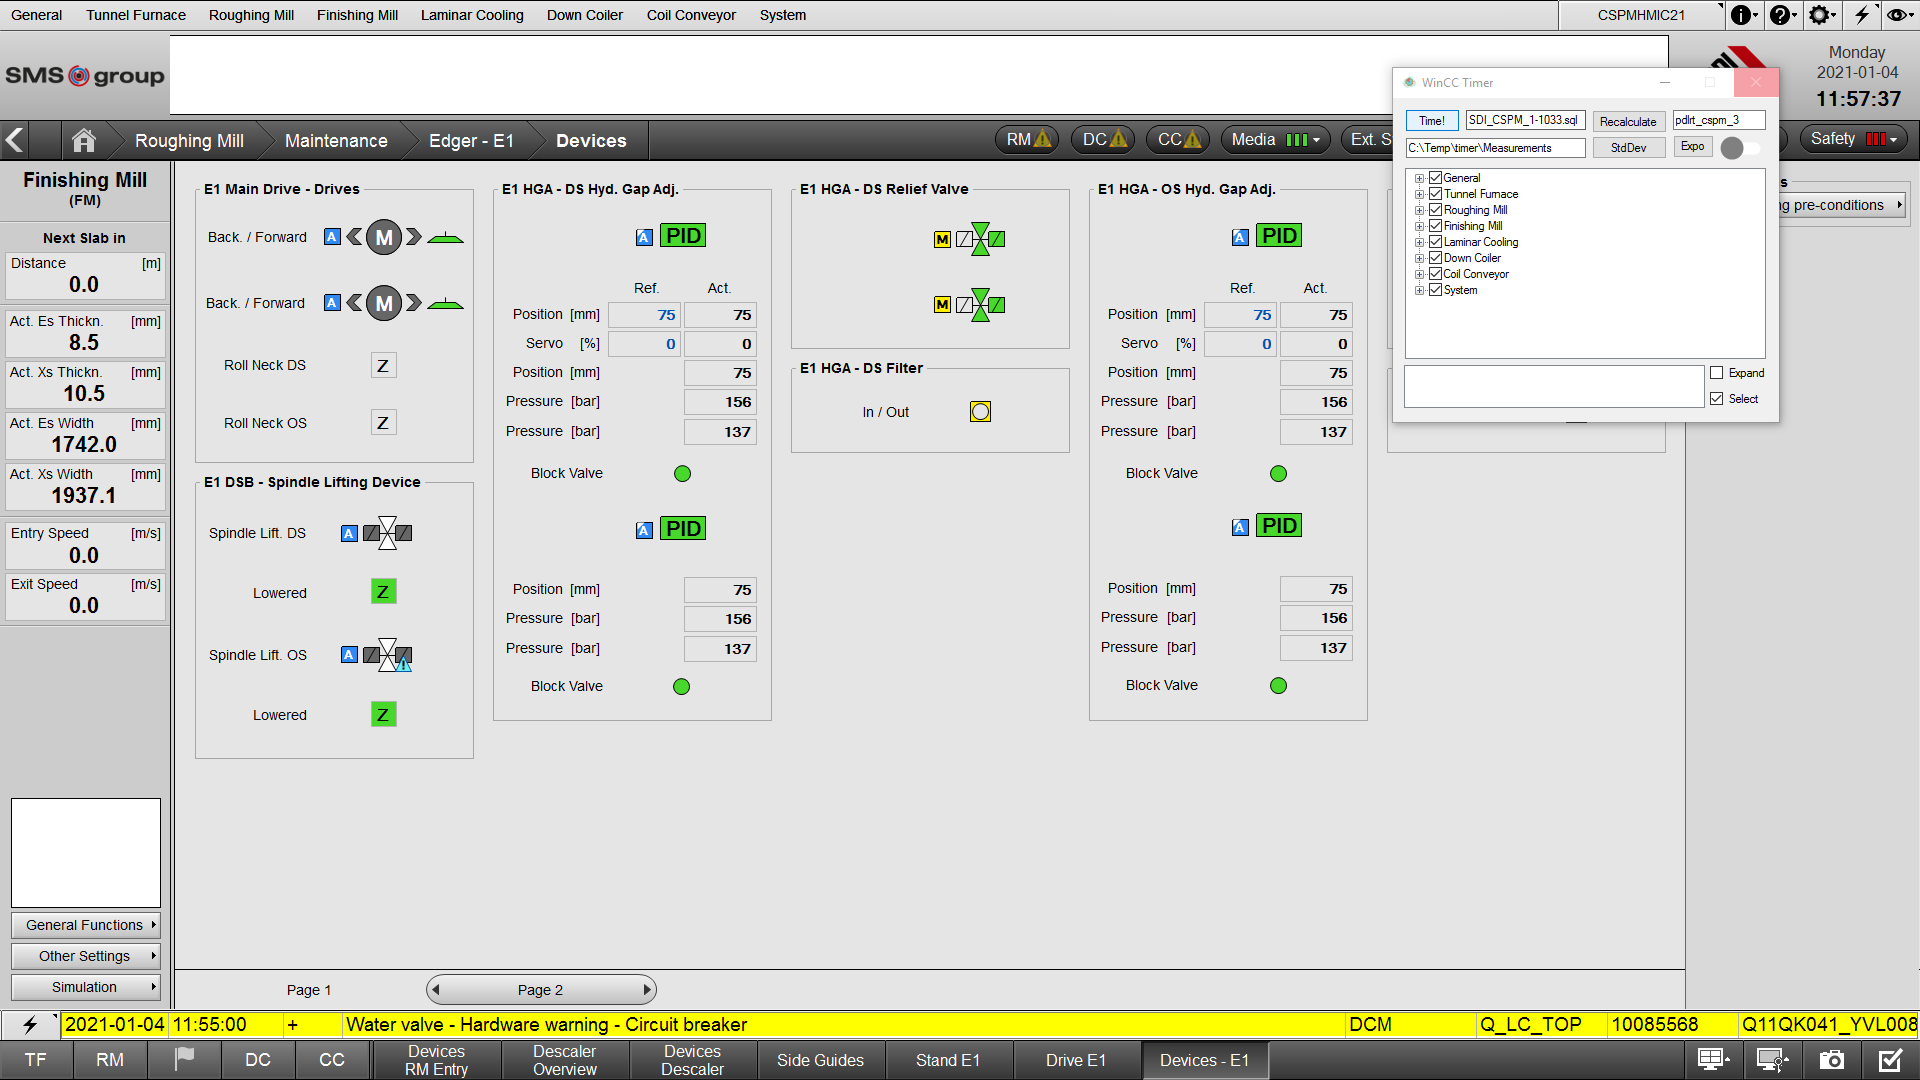 General Tunnel Furnace Roughing Mill Finishing Mill Laminar Cooling Down Coiler Coil Conveyor System CSPMHMIC21
SMS group
Monday
2021-01-04
11:57:37
Roughing Mill Maintenance Edger - E1 Devices RM DC CC Media Ext. S Safety
WinCC Timer
Time! SDI_CSPM_1-1033.sql Recalculate pdlrt_cspm_3
C:\Temp\timer\Measurements StdDev Expo
General
Tunnel Furnace
Roughing Mill
Finishing Mill
Laminar Cooling
Down Coiler
Coil Conveyor
System
Expand
Select
s
g pre-conditions
Finishing Mill
(FM)
Next Slab in
Distance [m]
0.0
Act. Es Thickn. [mm]
8.5
Act. Xs Thickn. [mm]
10.5
Act. Es Width [mm]
1742.0
Act. Xs Width [mm]
1937.1
Entry Speed [m/s]
0.0
Exit Speed [m/s]
0.0
General Functions
Other Settings
Simulation
E1 Main Drive - Drives
Back. / Forward A M
Back. / Forward A M
Roll Neck DS Z
Roll Neck OS Z
E1 DSB - Spindle Lifting Device
Spindle Lift. DS A
Lowered Z
Spindle Lift. OS A
Lowered Z
E1 HGA - DS Hyd. Gap Adj.
A PID
Ref. Act.
Position [mm] 75 75
Servo [%] 0 0
Position [mm] 75
Pressure [bar] 156
Pressure [bar] 137
Block Valve
A PID
Position [mm] 75
Pressure [bar] 156
Pressure [bar] 137
Block Valve
E1 HGA - DS Relief Valve
M
M
E1 HGA - DS Filter
In / Out
E1 HGA - OS Hyd. Gap Adj.
A PID
Ref. Act.
Position [mm] 75 75
Servo [%] 0 0
Position [mm] 75
Pressure [bar] 156
Pressure [bar] 137
Block Valve
A PID
Position [mm] 75
Pressure [bar] 156
Pressure [bar] 137
Block Valve
Page 1 Page 2
2021-01-04 11:55:00 + Water valve - Hardware warning - Circuit breaker DCM Q_LC_TOP 10085568 Q11QK041_YVL008
TF RM DC CC Devices RM Entry Descaler Overview Devices Descaler Side Guides Stand E1 Drive E1 Devices - E1